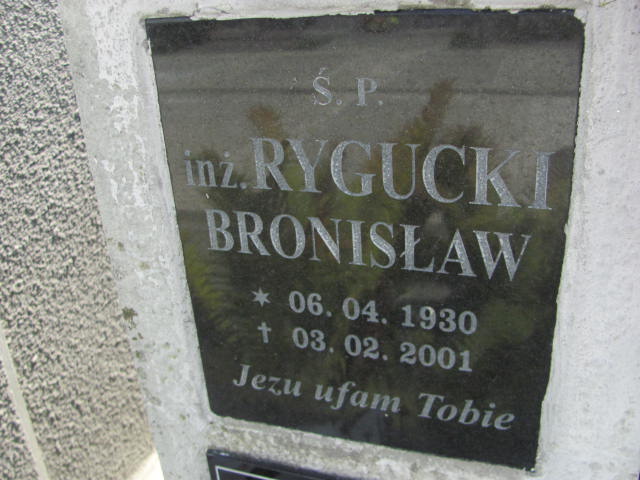 Ś. P.
inż. RYGUCKI
BRONISŁAW
✶ 06. 04. 1930
✝ 03. 02. 2001
Jezu ufam Tobie